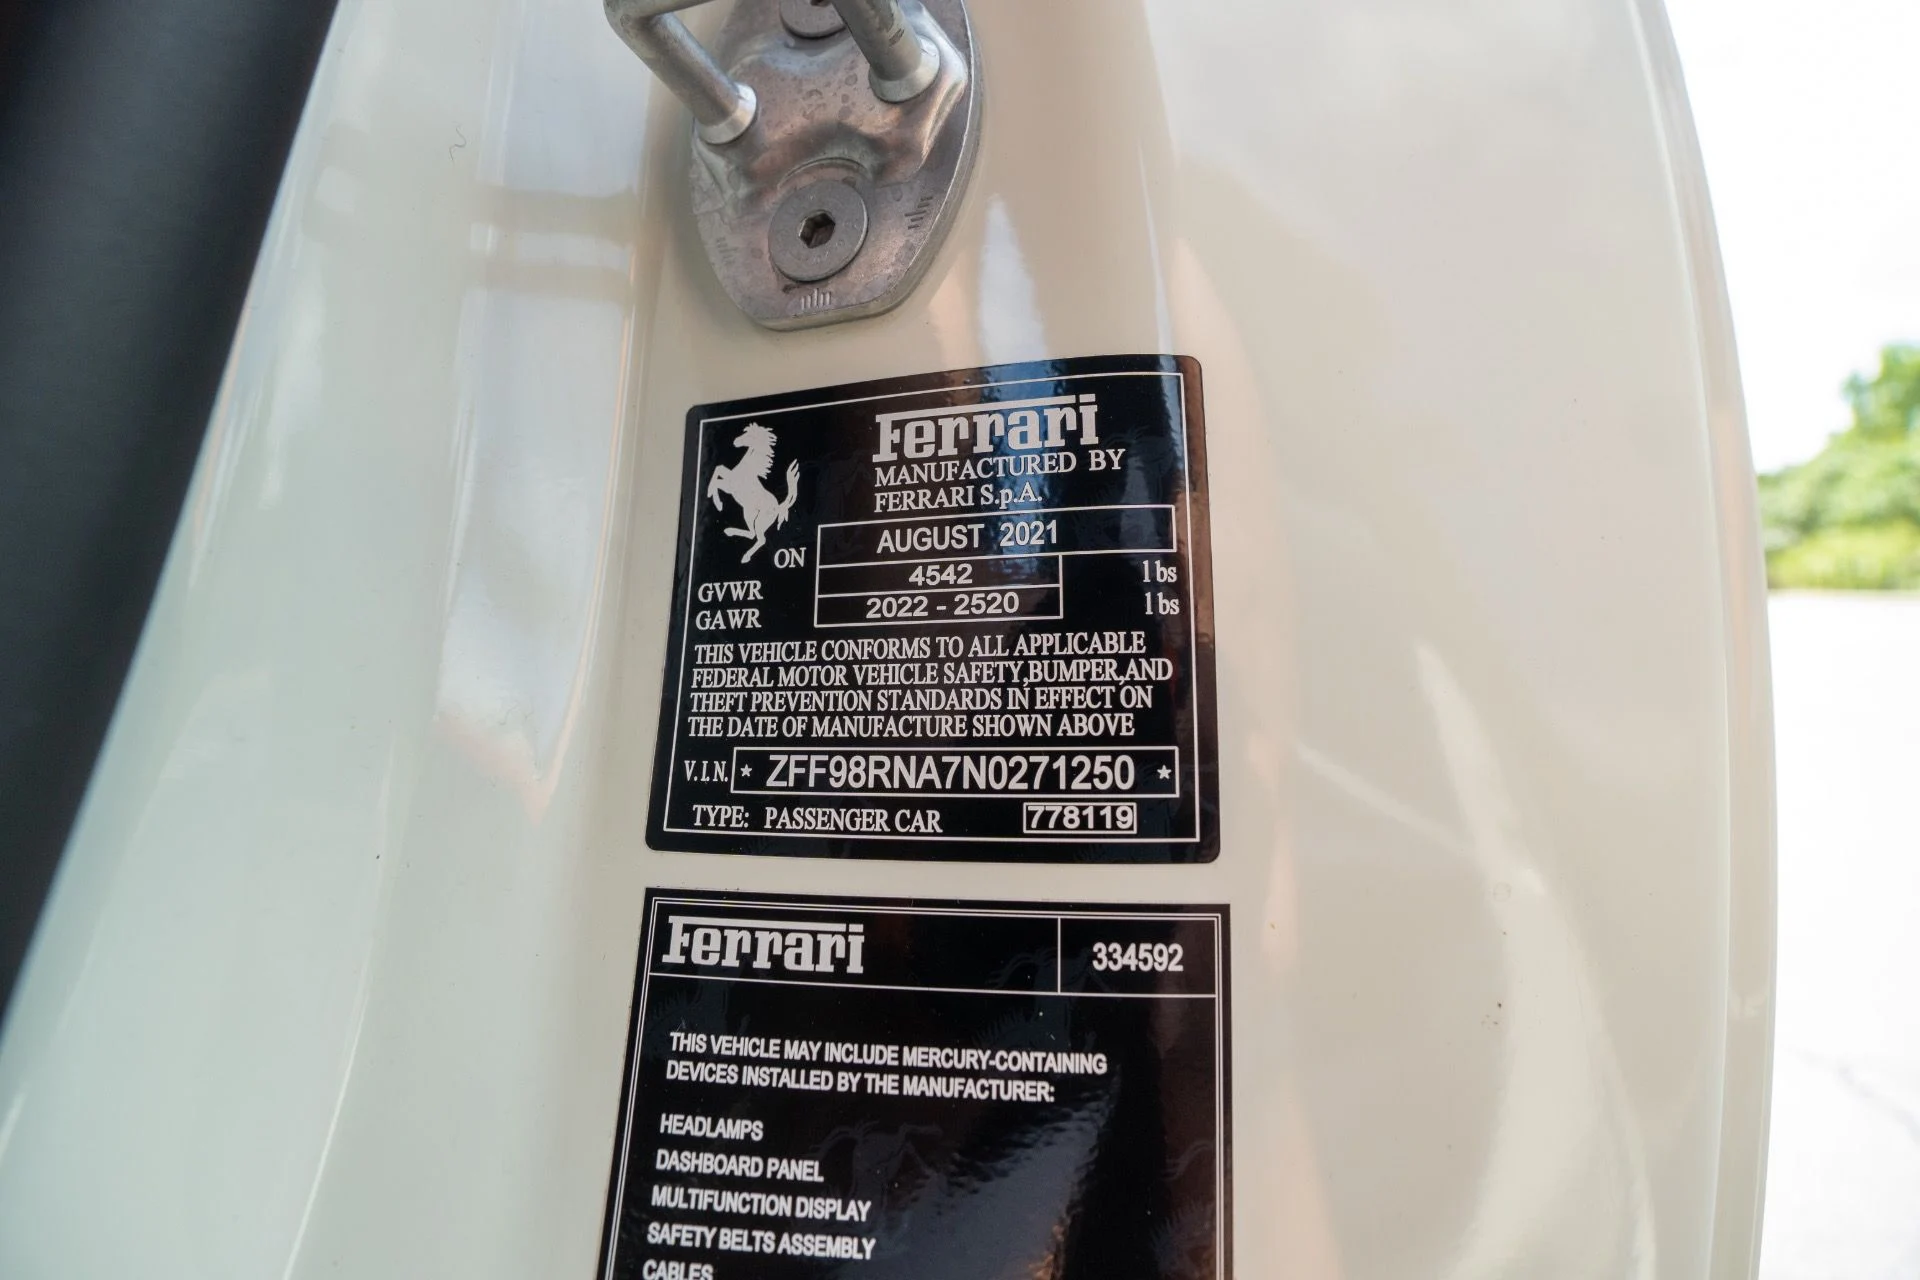 Ferrari
MANUFACTURED BY
FERRARI S.p.A.
ON AUGUST 2021
GVWR 4542 lbs
GAWR 2022 - 2520 lbs
THIS VEHICLE CONFORMS TO ALL APPLICABLE
FEDERAL MOTOR VEHICLE SAFETY,BUMPER,AND
THEFT PREVENTION STANDARDS IN EFFECT ON
THE DATE OF MANUFACTURE SHOWN ABOVE
V.I.N. * ZFF98RNA7N0271250 *
TYPE: PASSENGER CAR 778119
Ferrari 334592
THIS VEHICLE MAY INCLUDE MERCURY-CONTAINING
DEVICES INSTALLED BY THE MANUFACTURER:
HEADLAMPS
DASHBOARD PANEL
MULTIFUNCTION DISPLAY
SAFETY BELTS ASSEMBLY
CABLES